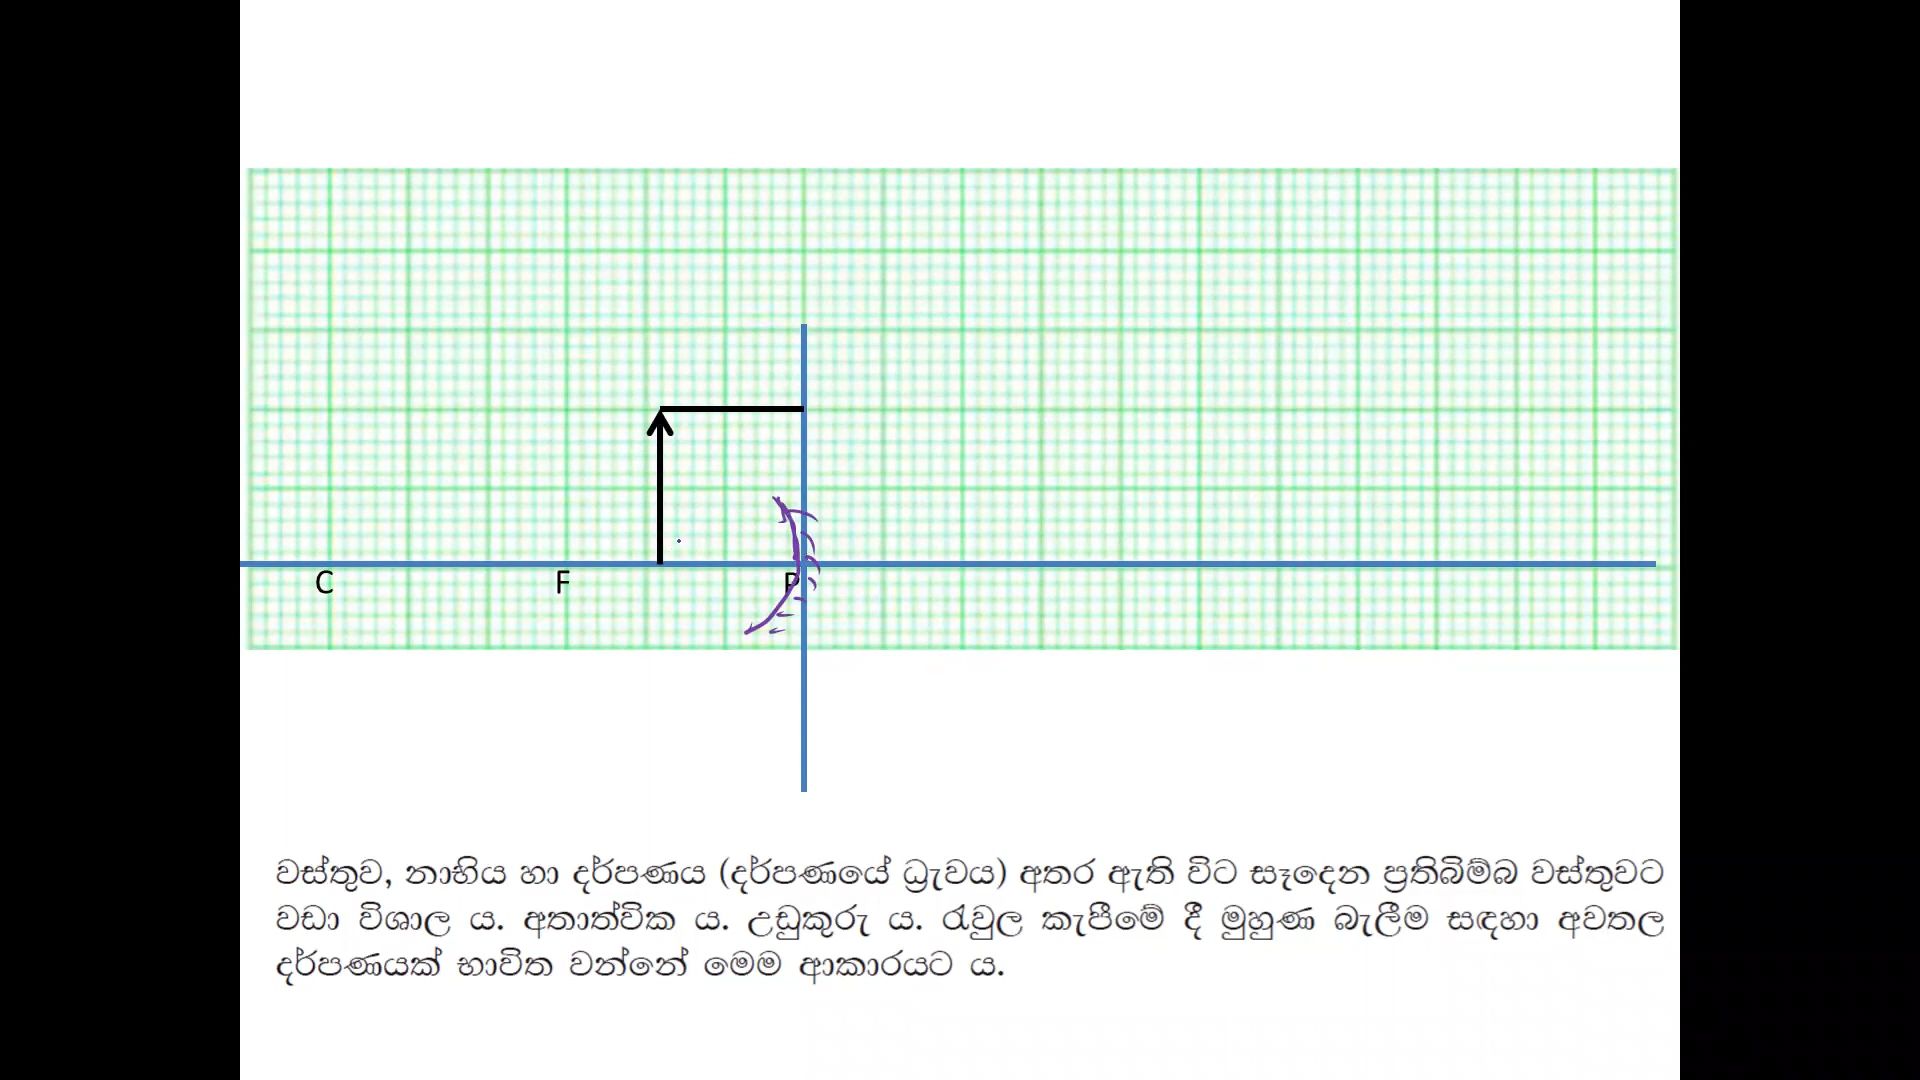 C F P
වස්තුව, නාභිය හා දර්පණය (දර්පණයේ ධ්‍රැවය) අතර ඇති විට සෑදෙන ප්‍රතිබිම්බ වස්තුවට
වඩා විශාල ය. අතාත්වික ය. උඩුකුරු ය. රැවුල කැපීමේ දී මුහුණ බැලීම සඳහා අවතල
දර්පණයක් භාවිත වන්නේ මෙම ආකාරයට ය.